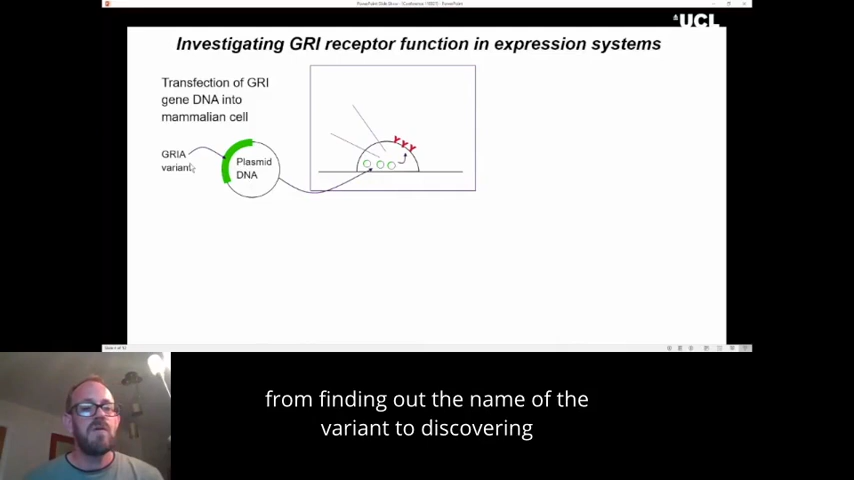 UCL
Investigating GRI receptor function in expression systems
Transfection of GRI
gene DNA into
mammalian cell
GRIA
variant
Plasmid
DNA
from finding out the name of the
variant to discovering